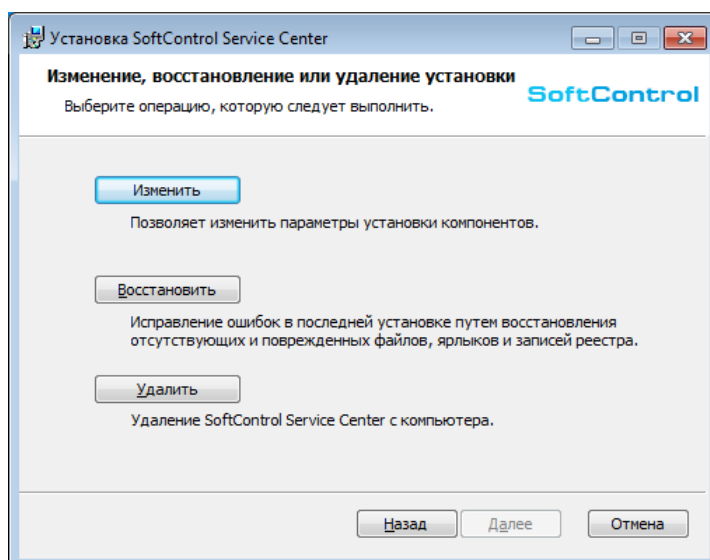 Установка SoftControl Service Center
Изменение, восстановление или удаление установки
Выберите операцию, которую следует выполнить.
SoftControl
Изменить
Позволяет изменить параметры установки компонентов.
Восстановить
Исправление ошибок в последней установке путем восстановления
отсутствующих и поврежденных файлов, ярлыков и записей реестра.
Удалить
Удаление SoftControl Service Center с компьютера.
Назад Далее Отмена